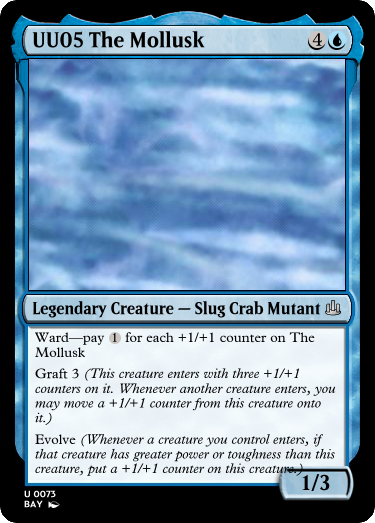 UU05 The Mollusk 4
Legendary Creature — Slug Crab Mutant
Ward—pay 1 for each +1/+1 counter on The
Mollusk
Graft 3 (This creature enters with three +1/+1
counters on it. Whenever another creature enters, you
may move a +1/+1 counter from this creature onto
it.)
Evolve (Whenever a creature you control enters, if
that creature has greater power or toughness than this
creature, put a +1/+1 counter on this creature.)
1/3
U 0073
BAY